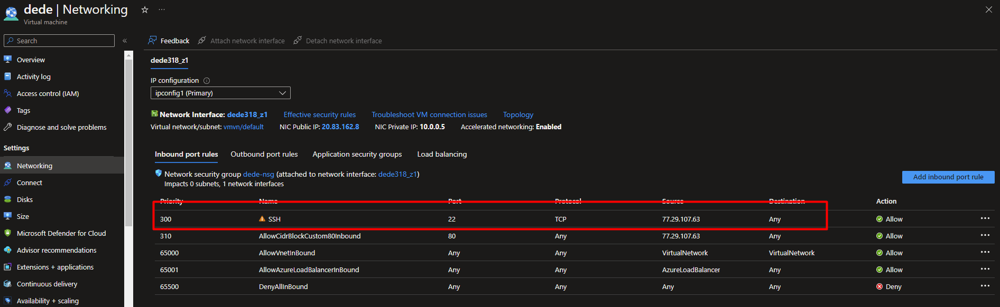 dede | Networking
Virtual machine
Search
Feedback
Attach network interface
Detach network interface
Overview
Activity log
Access control (IAM)
Tags
Diagnose and solve problems
Settings
Networking
Connect
Disks
Size
Microsoft Defender for Cloud
Advisor recommendations
Extensions + applications
Continuous delivery
Availability + scaling
dede318_z1
IP configuration
ipconfig1 (Primary)
Network Interface: dede318_z1 Effective security rules Troubleshoot VM connection issues Topology
Virtual network/subnet: vmvn/default NIC Public IP: 20.83.162.8 NIC Private IP: 10.0.0.5 Accelerated networking: Enabled
Inbound port rules Outbound port rules Application security groups Load balancing
Network security group dede-nsg (attached to network interface: dede318_z1)
Impacts 0 subnets, 1 network interfaces
Add inbound port rule
Priority Name Port Protocol Source Destination Action
300 SSH 22 TCP 77.29.107.63 Any Allow
310 AllowCidrBlockCustom80Inbound 80 Any 77.29.107.63 Any Allow
65000 AllowVnetInBound Any Any VirtualNetwork VirtualNetwork Allow
65001 AllowAzureLoadBalancerInBound Any Any AzureLoadBalancer Any Allow
65500 DenyAllInBound Any Any Any Any Deny